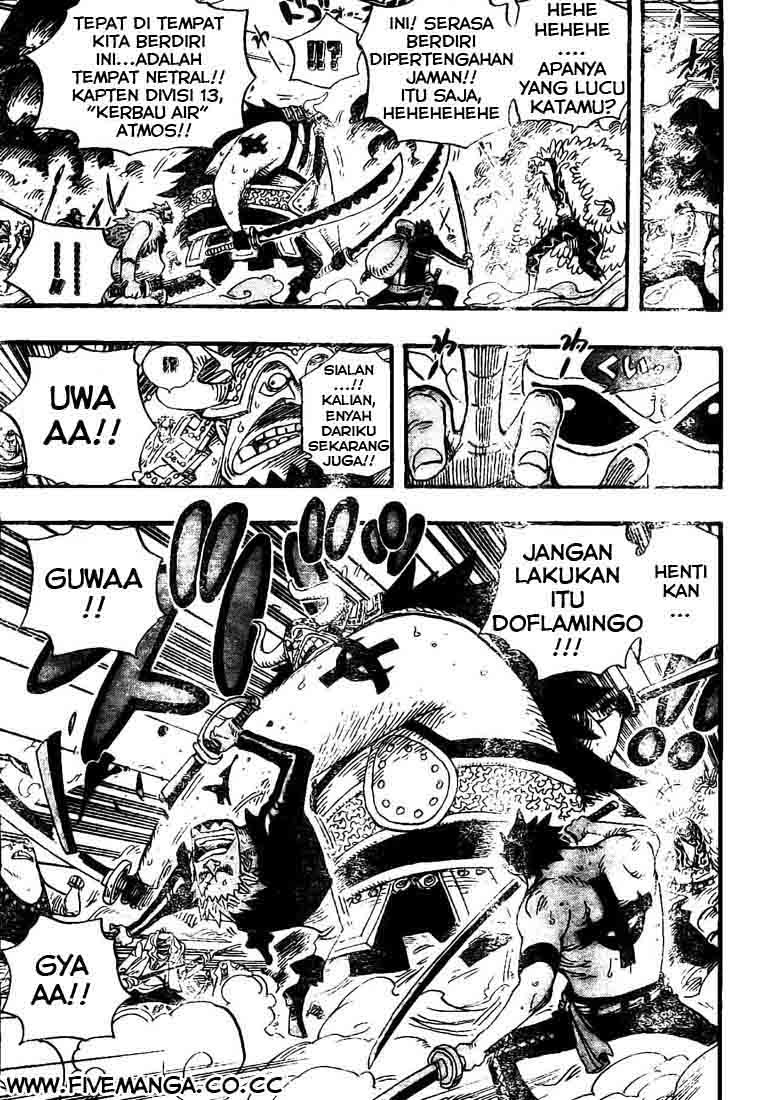 HEHE
HEHEHE
....
APANYA
YANG LUCU
KATAMU?
INI! SERASA
BERDIRI
DIPERTENGAHAN
JAMAN!!
ITU SAJA,
HEHEHEHEHE
!!?
TEPAT DI TEMPAT
KITA BERDIRI
INI...ADALAH
TEMPAT NETRAL!!
KAPTEN DIVISI 13,
"KERBAU AIR"
ATMOS!!
SIALAN
...!!
KALIAN, ENYAH
DARIKU
SEKARANG
JUGA!!
!?
UWA
AA!!
HENTI
KAN
...
JANGAN
LAKUKAN
ITU
DOFLAMINGO
!!!
GUWAA
!!
GYA
AA!!
WWW.FIVEMANGA.CO.CC